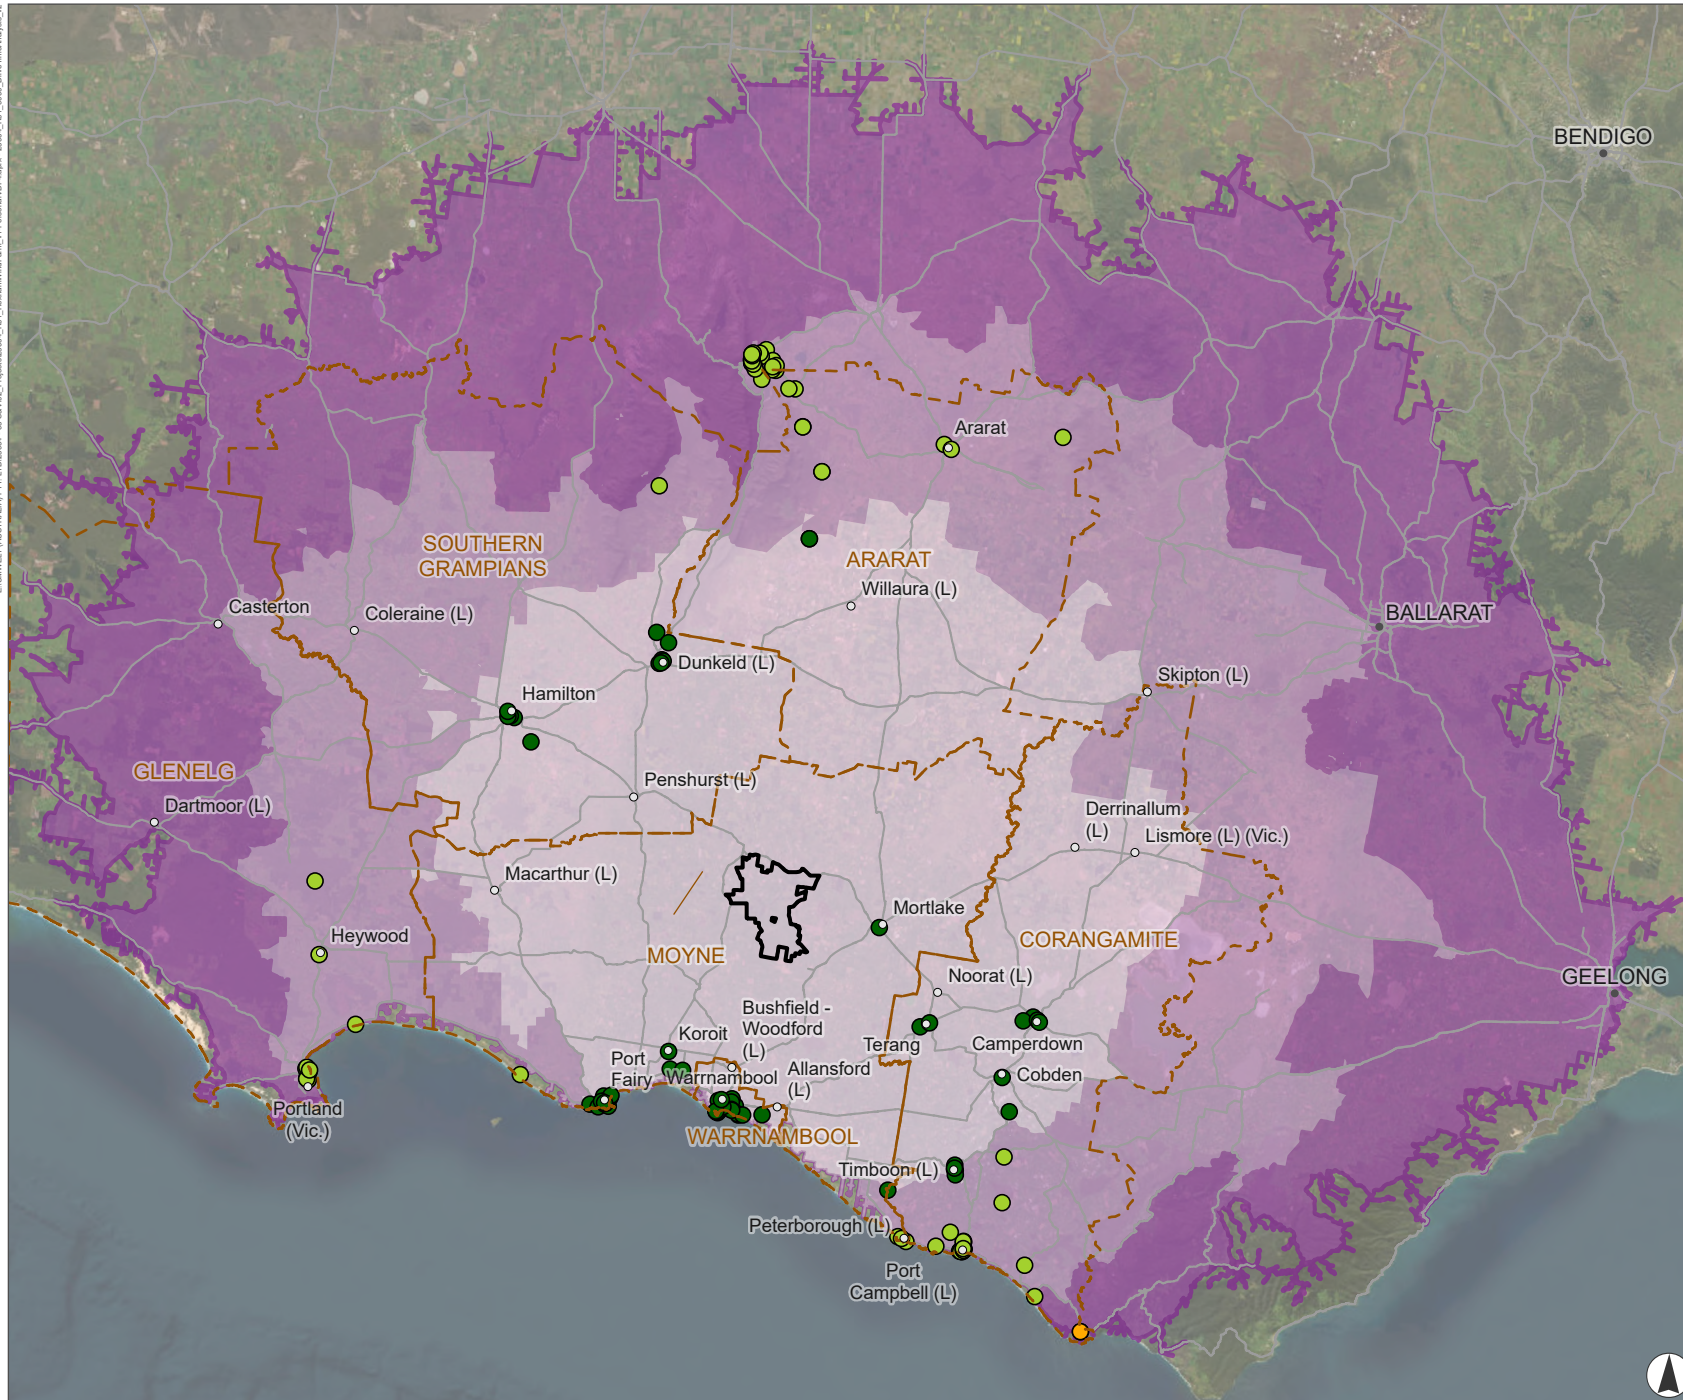 BENDIGO
Ararat
SOUTHERN
GRAMPIANS
ARARAT
Willaura (L)
Casterton
Coleraine (L)
BALLARAT
Dunkeld (L)
Skipton (L)
Hamilton
GLENELG
Penshurst (L)
Dartmoor (L)
Derrinallum
(L)
Lismore (L) (Vic.)
Macarthur (L)
Mortlake
Heywood
MOYNE
CORANGAMITE
Noorat (L)
GEELONG
Bushfield -
Woodford
(L)
Koroit
Terang
Camperdown
Port
Fairy
Warrnambool
Allansford
(L)
Cobden
Portland
(Vic.)
WARRNAMBOOL
Timboon (L)
Peterborough (L)
Port
Campbell (L)